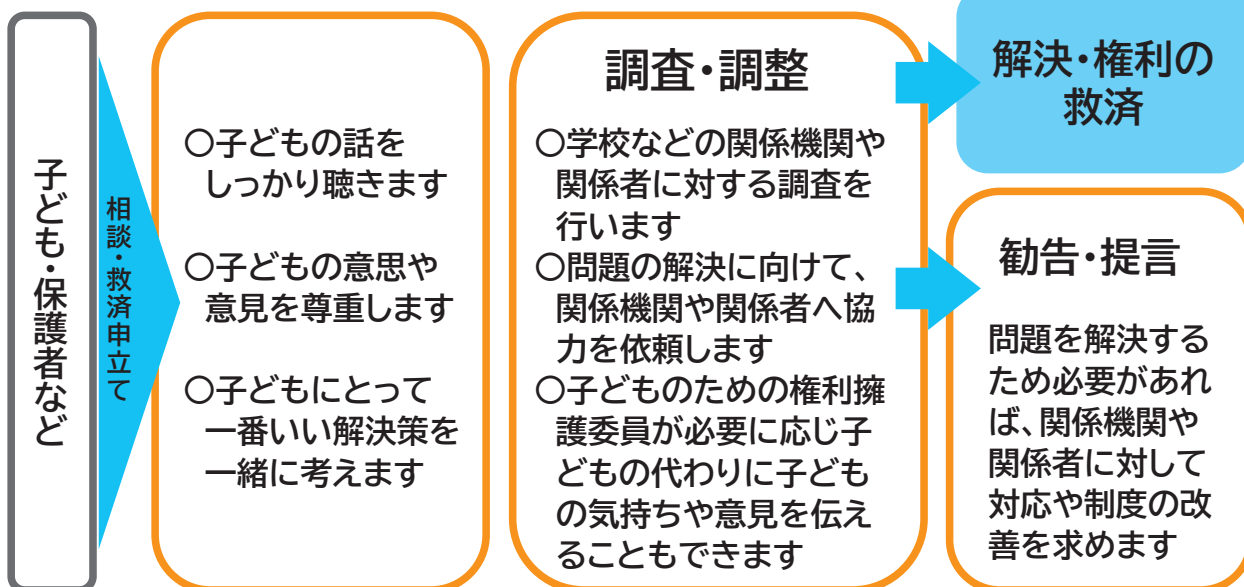 子ども・保護者など
相談・救済申立て
〇子どもの話を
しっかり聴きます
〇子どもの意思や
意見を尊重します
〇子どもにとって
一番いい解決策を
一緒に考えます
調査・調整
〇学校などの関係機関や
関係者に対する調査を
行います
〇問題の解決に向けて、
関係機関や関係者へ協
力を依頼します
〇子どものための権利擁
護委員が必要に応じ子
どもの代わりに子ども
の気持ちや意見を伝え
ることもできます
解決・権利の
救済
勧告・提言
問題を解決する
ため必要があれ
ば、関係機関や
関係者に対して
対応や制度の改
善を求めます